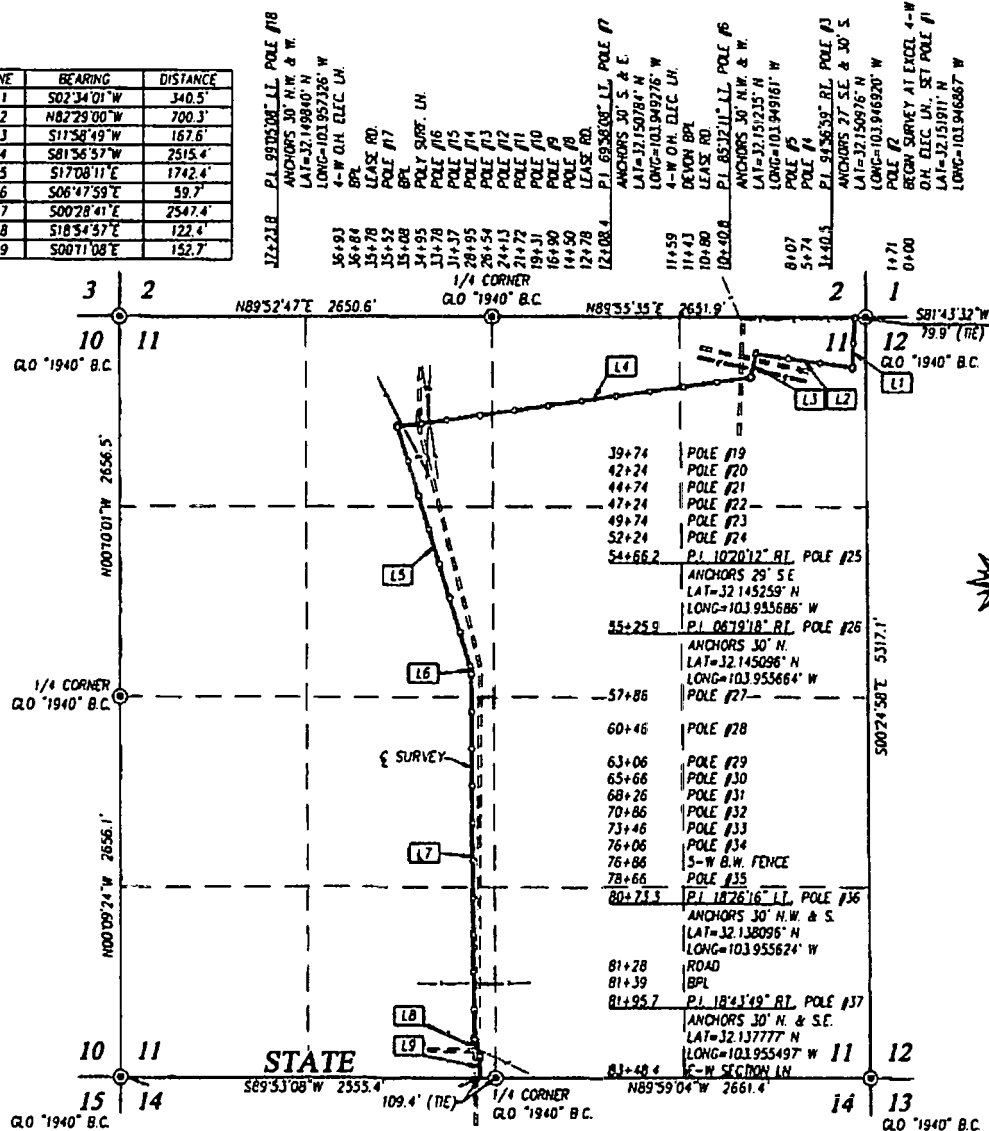 NE BEARING DISTANCE
1 S02°34'01"W 340.5'
2 N82°29'00"W 700.3'
3 S11°58'49"W 167.6'
4 S81°56'57"W 2515.4'
5 S17°08'11"E 1742.4'
6 S06°47'59"E 59.7'
7 S00°28'41"E 2547.4'
8 S18°54'57"E 122.4'
9 S00°11'08"E 152.7'
37+23.8 P.I. 99°05'08" LT. POLE #18
ANCHORS 30' N.W. & W.
LAT=32.149840° N
LONG=103.957326° W
4-W O.H. ELEC. LN.
36+93 BPL
36+84 LEASE RD.
35+78 POLE #17
35+52 BPL
35+08 POLY SURF. LN.
34+95 POLE #16
33+78 POLE #15
31+37 POLE #14
28+95 POLE #13
26+54 POLE #12
24+13 POLE #11
21+72 POLE #10
19+31 POLE #9
16+90 POLE #8
14+50 LEASE RD.
12+78
12+08.4 P.I. 69°58'08" LT. POLE #7
ANCHORS 30' S. & E.
LAT=32.150784° N
LONG=103.949276° W
4-W O.H. ELEC. LN.
11+59 DEVON BPL
11+43 LEASE RD.
10+80
10+40.8 P.I. 85°32'11" LT. POLE #6
ANCHORS 30' N.W. & W.
LAT=32.151235° N
LONG=103.949161° W
8+07 POLE #5
5+74 POLE #4
3+40.5 P.I. 94°56'59" RT. POLE #3
ANCHORS 27' S.E. & 30' S.
LAT=32.150976° N
LONG=103.946920° W
1+71 POLE #2
0+00 BEGIN SURVEY AT EXCEL 4-W
O.H. ELEC. LN., SET POLE #1
LAT=32.151911° N
LONG=103.946867° W
3 2
10 11
GLO "1940" B.C.
N89°52'47"E 2650.6'
1/4 CORNER
GLO "1940" B.C.
N89°55'35"E 2651.9'
2 1
11 12
GLO "1940" B.C.
S81°43'32"W
79.9' (TIE)
L1
L2
L3
L4
N00°10'01"W 2656.5'
L5
39+74 POLE #19
42+24 POLE #20
44+74 POLE #21
47+24 POLE #22
49+74 POLE #23
52+24 POLE #24
54+66.2 P.I. 10°20'12" RT. POLE #25
ANCHORS 29' S.E
LAT=32.145259° N
LONG=103.955686° W
55+25.9 P.I. 06°19'18" RT. POLE #26
ANCHORS 30' N.
LAT=32.145096° N
LONG=103.955664° W
57+86 POLE #27
60+46 POLE #28
63+06 POLE #29
65+66 POLE #30
68+26 POLE #31
70+86 POLE #32
73+46 POLE #33
76+06 POLE #34
76+86 5-W B.W. FENCE
78+66 POLE #35
80+73.3 P.I. 18°26'16" LT. POLE #36
ANCHORS 30' N.W. & S.
LAT=32.138096° N
LONG=103.955624° W
81+28 ROAD
81+39 BPL
81+95.7 P.I. 18°43'49" RT. POLE #37
ANCHORS 30' N. & S.E.
LAT=32.137777° N
LONG=103.955497° W
83+48.4 E-W SECTION LN
S00°24'58"E 5317.1'
L6
1/4 CORNER
GLO "1940" B.C.
℄ SURVEY
L7
N00°09'24"W 2656.1'
L8
L9
STATE
10 11
15 14
GLO "1940" B.C.
S89°53'08"W 2555.4'
109.4' (TIE)
1/4 CORNER
GLO "1940" B.C.
N89°59'04"W 2661.4'
11 12
14 13
GLO "1940" B.C.